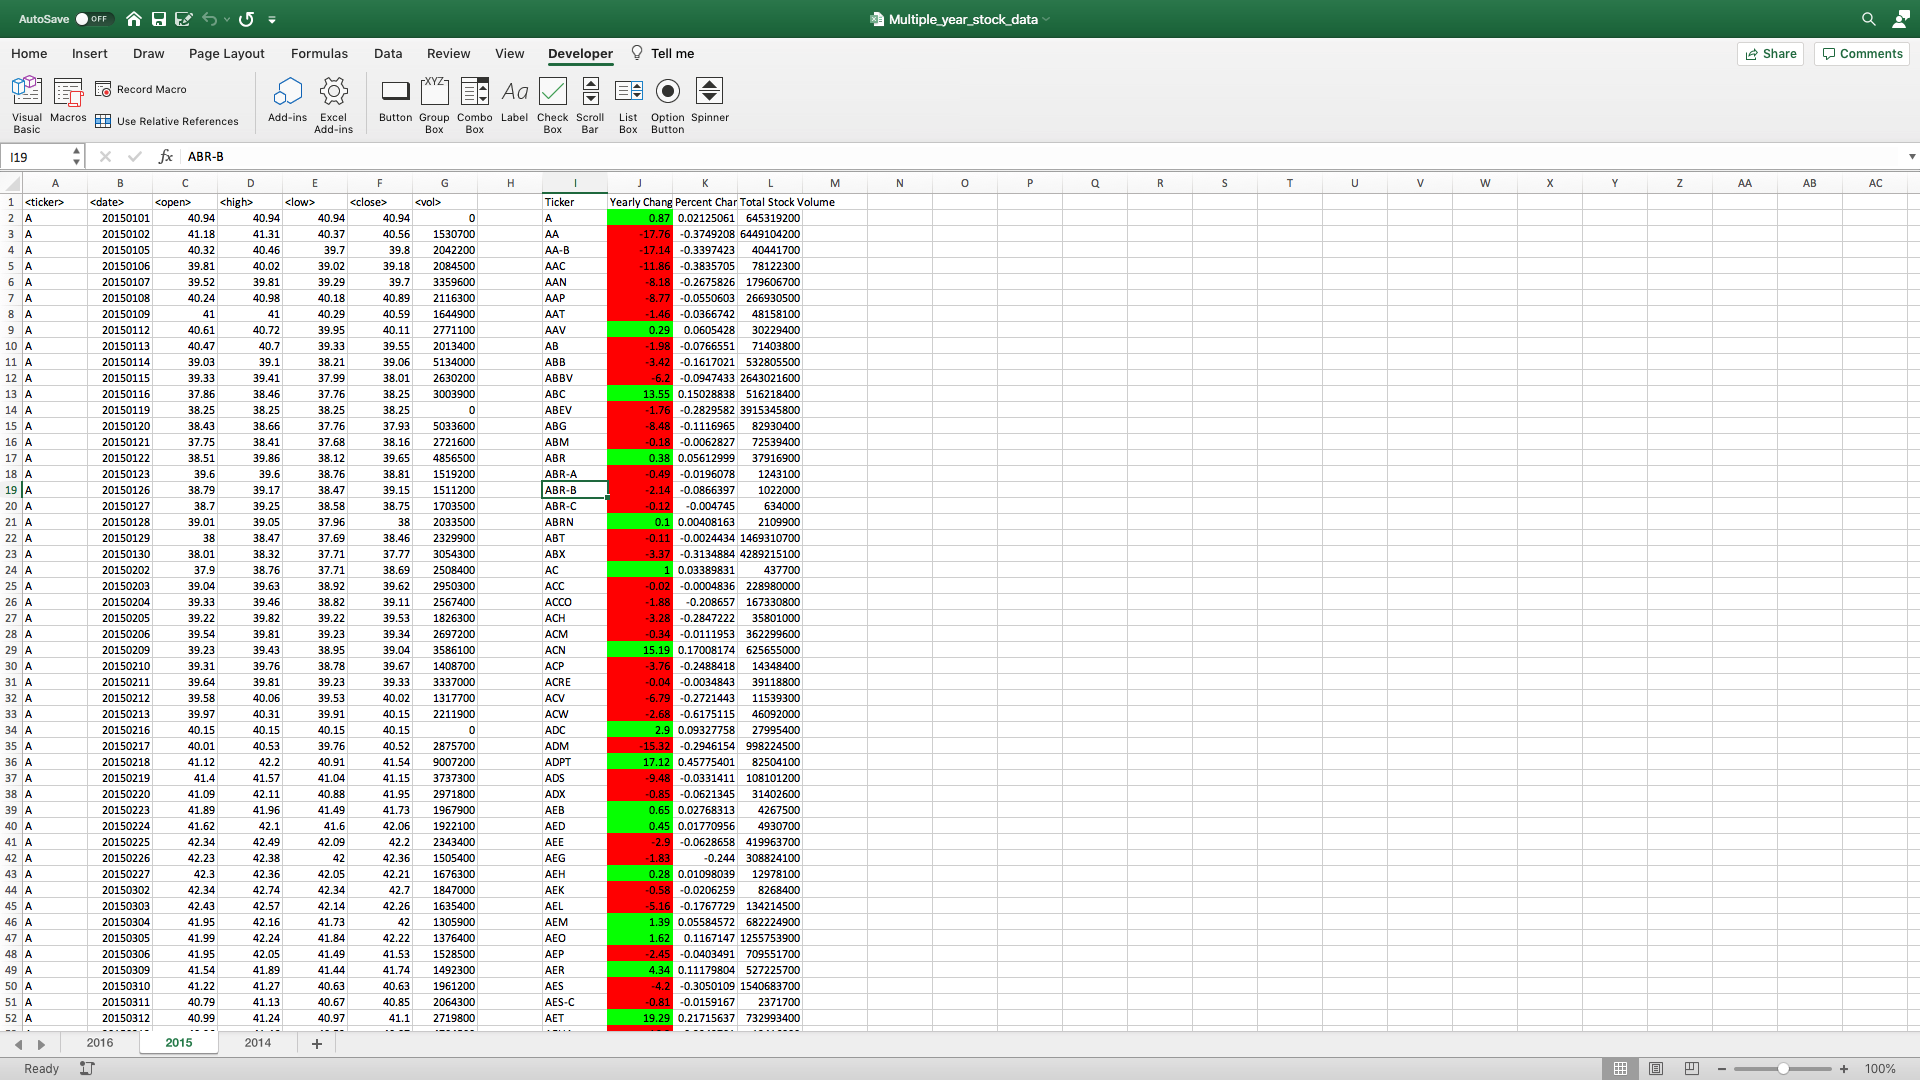 AutoSave OFF Multiple_year_stock_data
Home Insert Draw Page Layout Formulas Data Review View Developer Tell me Share Comments
Visual Basic Macros Record Macro Use Relative References Add-ins Excel Add-ins Button Group Box Combo Box Label Check Box Scroll Bar List Box Option Button Spinner
XYZ Aa
I19 fx ABR-B
A B C D E F G H I J K L M N O P Q R S T U V W X Y Z AA AB AC
1 <ticker> <date> <open> <high> <low> <close> <vol> Ticker Yearly Chang Percent Char Total Stock Volume
2 A 20150101 40.94 40.94 40.94 40.94 0 A 0.87 0.02125061 645319200
3 A 20150102 41.18 41.31 40.37 40.56 1530700 AA -17.76 -0.3749208 6449104200
4 A 20150105 40.32 40.46 39.7 39.8 2042200 AA-B -17.14 -0.3397423 40441700
5 A 20150106 39.81 40.02 39.02 39.18 2084500 AAC -11.86 -0.3835705 78122300
6 A 20150107 39.52 39.81 39.29 39.7 3359600 AAN -8.18 -0.2675826 179606700
7 A 20150108 40.24 40.98 40.18 40.89 2116300 AAP -8.77 -0.0550603 266930500
8 A 20150109 41 41 40.29 40.59 1644900 AAT -1.46 -0.0366742 48158100
9 A 20150112 40.61 40.72 39.95 40.11 2771100 AAV 0.29 0.0605428 30229400
10 A 20150113 40.47 40.7 39.33 39.55 2013400 AB -1.98 -0.0766551 71403800
11 A 20150114 39.03 39.1 38.21 39.06 5134000 ABB -3.42 -0.1617021 532805500
12 A 20150115 39.33 39.41 37.99 38.01 2630200 ABBV -6.2 -0.0947433 2643021600
13 A 20150116 37.86 38.46 37.76 38.25 3003900 ABC 13.55 0.15028838 516218400
14 A 20150119 38.25 38.25 38.25 38.25 0 ABEV -1.76 -0.2829582 3915345800
15 A 20150120 38.43 38.66 37.76 37.93 5033600 ABG -8.48 -0.1116965 82930400
16 A 20150121 37.75 38.41 37.68 38.16 2721600 ABM -0.18 -0.0062827 72539400
17 A 20150122 38.51 39.86 38.12 39.65 4856500 ABR 0.38 0.05612999 37916900
18 A 20150123 39.6 39.6 38.76 38.81 1519200 ABR-A -0.49 -0.0196078 1243100
19 A 20150126 38.79 39.17 38.47 39.15 1511200 ABR-B -2.14 -0.0866397 1022000
20 A 20150127 38.7 39.25 38.58 38.75 1703500 ABR-C -0.12 -0.004745 634000
21 A 20150128 39.01 39.05 37.96 38 2033500 ABRN 0.1 0.00408163 2109900
22 A 20150129 38 38.47 37.69 38.46 2329900 ABT -0.11 -0.0024434 1469310700
23 A 20150130 38.01 38.32 37.71 37.77 3054300 ABX -3.37 -0.3134884 4289215100
24 A 20150202 37.9 38.76 37.71 38.69 2508400 AC 1 0.03389831 437700
25 A 20150203 39.04 39.63 38.92 39.62 2950300 ACC -0.02 -0.0004836 228980000
26 A 20150204 39.33 39.46 38.82 39.11 2567400 ACCO -1.88 -0.208657 167330800
27 A 20150205 39.22 39.82 39.22 39.53 1826300 ACH -3.28 -0.2847222 35801000
28 A 20150206 39.54 39.81 39.23 39.34 2697200 ACM -0.34 -0.0111953 362299600
29 A 20150209 39.23 39.43 38.95 39.04 3586100 ACN 15.19 0.17008174 625655000
30 A 20150210 39.31 39.76 38.78 39.67 1408700 ACP -3.76 -0.2488418 14348400
31 A 20150211 39.64 39.81 39.23 39.33 3337000 ACRE -0.04 -0.0034843 39118800
32 A 20150212 39.58 40.06 39.53 40.02 1317700 ACV -6.79 -0.2721443 11539300
33 A 20150213 39.97 40.31 39.91 40.15 2211900 ACW -2.68 -0.6175115 46092000
34 A 20150216 40.15 40.15 40.15 40.15 0 ADC 2.9 0.09327758 27995400
35 A 20150217 40.01 40.53 39.76 40.52 2875700 ADM -15.32 -0.2946154 998224500
36 A 20150218 41.12 42.2 40.91 41.54 9007200 ADPT 17.12 0.45775401 82504100
37 A 20150219 41.4 41.57 41.04 41.15 3737300 ADS -9.48 -0.0331411 108101200
38 A 20150220 41.09 42.11 40.88 41.95 2971800 ADX -0.85 -0.0621345 31402600
39 A 20150223 41.89 41.96 41.49 41.73 1967900 AEB 0.65 0.02768313 4267500
40 A 20150224 41.62 42.1 41.6 42.06 1922100 AED 0.45 0.01770956 4930700
41 A 20150225 42.34 42.49 42.09 42.2 2343400 AEE -2.9 -0.0628658 419963700
42 A 20150226 42.23 42.38 42 42.36 1505400 AEG -1.83 -0.244 308824100
43 A 20150227 42.3 42.36 42.05 42.21 1676300 AEH 0.28 0.01098039 12978100
44 A 20150302 42.34 42.74 42.34 42.7 1847000 AEK -0.58 -0.0206259 8268400
45 A 20150303 42.43 42.57 42.14 42.26 1635400 AEL -5.16 -0.1767729 134214500
46 A 20150304 41.95 42.16 41.73 42 1305900 AEM 1.39 0.05584572 682224900
47 A 20150305 41.99 42.24 41.84 42.22 1376400 AEO 1.62 0.1167147 1255753900
48 A 20150306 41.95 42.05 41.49 41.53 1528500 AEP -2.45 -0.0403491 709551700
49 A 20150309 41.54 41.89 41.44 41.74 1492300 AER 4.34 0.11179804 527225700
50 A 20150310 41.22 41.27 40.63 40.63 1961200 AES -4.2 -0.3050109 1540683700
51 A 20150311 40.79 41.13 40.67 40.85 2064300 AES-C -0.81 -0.0159167 2371700
52 A 20150312 40.99 41.24 40.97 41.1 2719800 AET 19.29 0.21715637 732993400
2016 2015 2014 +
Ready 100%